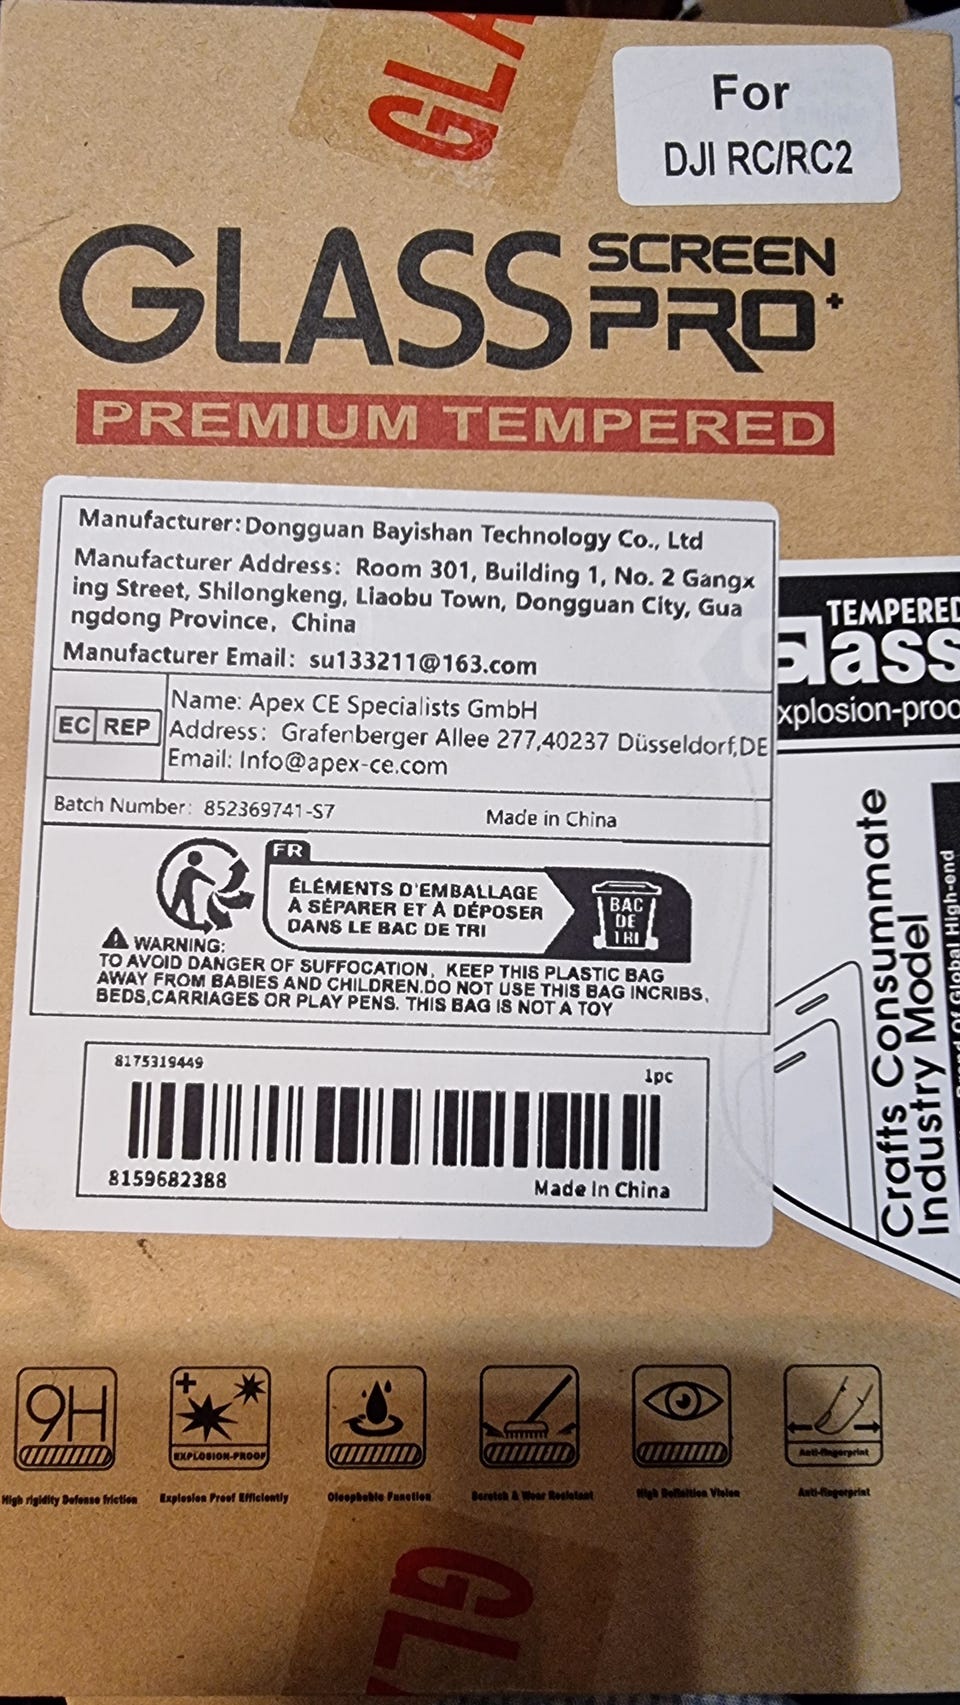 GLA
For
DJI RC/RC2
GLASS SCREEN
PRO+
PREMIUM TEMPERED
Manufacturer: Dongguan Bayishan Technology Co., Ltd
Manufacturer Address: Room 301, Building 1, No. 2 Gangx
ing Street, Shilongkeng, Liaobu Town, Dongguan City, Gua
ngdong Province, China
Manufacturer Email: su133211@163.com
EC REP
Name: Apex CE Specialists GmbH
Address: Grafenberger Allee 277,40237 Düsseldorf,DE
Email: Info@apex-ce.com
Batch Number: 852369741-S7 Made in China
FR
ÉLÉMENTS D'EMBALLAGE
À SÉPARER ET À DÉPOSER
DANS LE BAC DE TRI
BAC
DE
TRI
WARNING:
TO AVOID DANGER OF SUFFOCATION, KEEP THIS PLASTIC BAG
AWAY FROM BABIES AND CHILDREN.DO NOT USE THIS BAG INCRIBS,
BEDS,CARRIAGES OR PLAY PENS. THIS BAG IS NOT A TOY
8175319449
1pc
8159682388
Made In China
TEMPERED
Glass
xplosion-proo
Crafts Consummate
Industry Model
Brand Of Global High-end
9H
EXPLOSION-PROOF
Anti-fingerprint
High rigidity Defense friction
Explosion Proof Efficiently
Oleophobic Function
Scratch & Wear Resistant
High Definition Vision
Anti-fingerprint
GLA